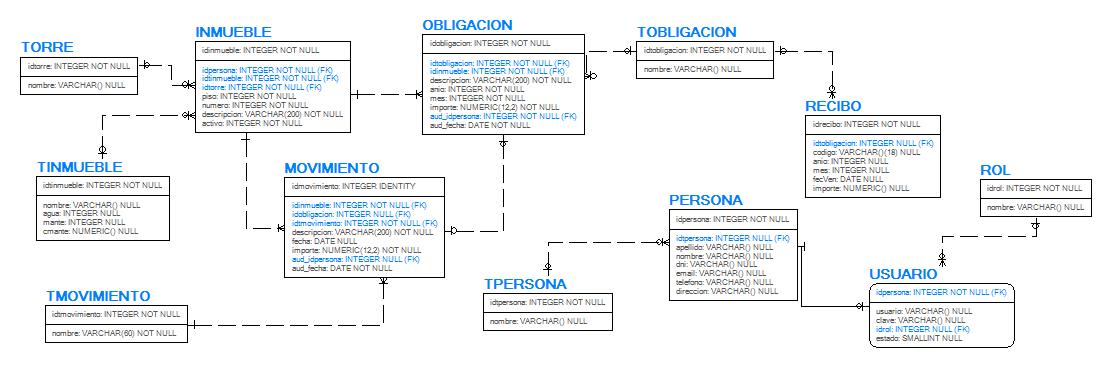 TORRE
idtorre: INTEGER NOT NULL
nombre: VARCHAR() NULL
INMUEBLE
idinmueble: INTEGER NOT NULL
idpersona: INTEGER NOT NULL (FK)
idtinmueble: INTEGER NOT NULL (FK)
idtorre: INTEGER NOT NULL (FK)
piso: INTEGER NOT NULL
numero: INTEGER NOT NULL
descripcion: VARCHAR(200) NOT NULL
activo: INTEGER NOT NULL
OBLIGACION
idobligacion: INTEGER NOT NULL
idtobligacion: INTEGER NOT NULL (FK)
idinmueble: INTEGER NOT NULL (FK)
descripcion: VARCHAR(200) NOT NULL
anio: INTEGER NOT NULL
mes: INTEGER NOT NULL
importe: NUMERIC(12,2) NOT NULL
aud_idpersona: INTEGER NOT NULL (FK)
aud_fecha: DATE NOT NULL
TOBLIGACION
idtobligacion: INTEGER NOT NULL
nombre: VARCHAR() NULL
RECIBO
idrecibo: INTEGER NOT NULL
idtobligacion: INTEGER NULL (FK)
codigo: VARCHAR()(18) NULL
anio: INTEGER NULL
mes: INTEGER NULL
fecVen: DATE NULL
importe: NUMERIC() NULL
TINMUEBLE
idtinmueble: INTEGER NOT NULL
nombre: VARCHAR() NULL
agua: INTEGER NULL
mante: INTEGER NULL
cmante: NUMERIC() NULL
MOVIMIENTO
idmovimiento: INTEGER IDENTITY
idinmueble: INTEGER NOT NULL (FK)
idobligacion: INTEGER NULL (FK)
idtmovimiento: INTEGER NOT NULL (FK)
descripcion: VARCHAR(200) NOT NULL
fecha: DATE NULL
importe: NUMERIC(12,2) NOT NULL
aud_idpersona: INTEGER NULL (FK)
aud_fecha: DATE NOT NULL
ROL
idrol: INTEGER NOT NULL
nombre: VARCHAR() NULL
PERSONA
idpersona: INTEGER NOT NULL
idtpersona: INTEGER NULL (FK)
apellido: VARCHAR() NULL
nombre: VARCHAR() NULL
dni: VARCHAR() NULL
email: VARCHAR() NULL
telefono: VARCHAR() NULL
direccion: VARCHAR() NULL
TMOVIMIENTO
idtmovimiento: INTEGER NOT NULL
nombre: VARCHAR(60) NOT NULL
TPERSONA
idtpersona: INTEGER NOT NULL
nombre: VARCHAR() NULL
USUARIO
idpersona: INTEGER NOT NULL (FK)
usuario: VARCHAR() NULL
clave: VARCHAR() NULL
idrol: INTEGER NULL (FK)
estado: SMALLINT NULL